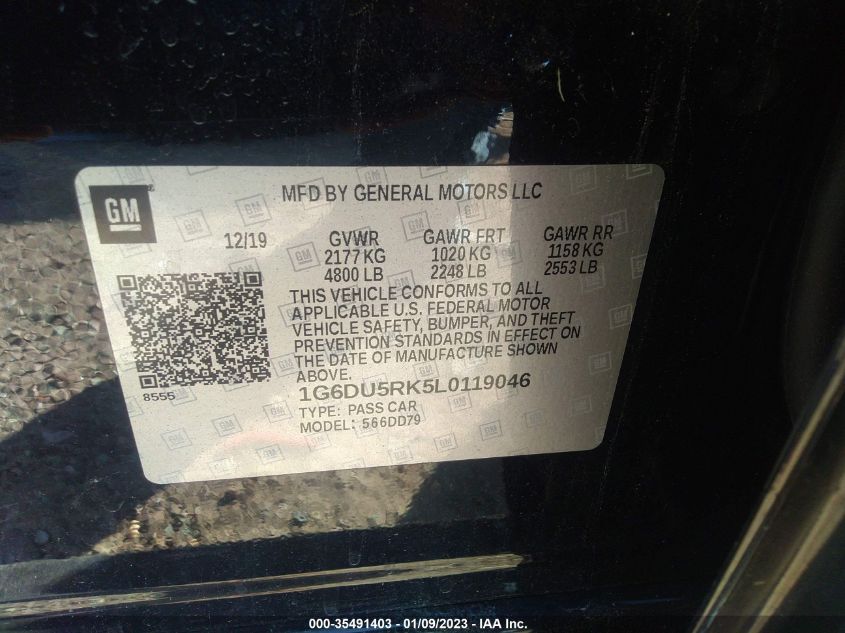 GM
MFD BY GENERAL MOTORS LLC
12/19
GVWR GAWR FRT GAWR RR
2177 KG 1020 KG 1158 KG
4800 LB 2248 LB 2553 LB
THIS VEHICLE CONFORMS TO ALL
APPLICABLE U.S. FEDERAL MOTOR
VEHICLE SAFETY, BUMPER, AND THEFT
PREVENTION STANDARDS IN EFFECT ON
THE DATE OF MANUFACTURE SHOWN
ABOVE.
8555
1G6DU5RK5L0119046
TYPE: PASS CAR
MODEL: 566DD79
000-35491403 — 01/09/2023 — IAA Inc.